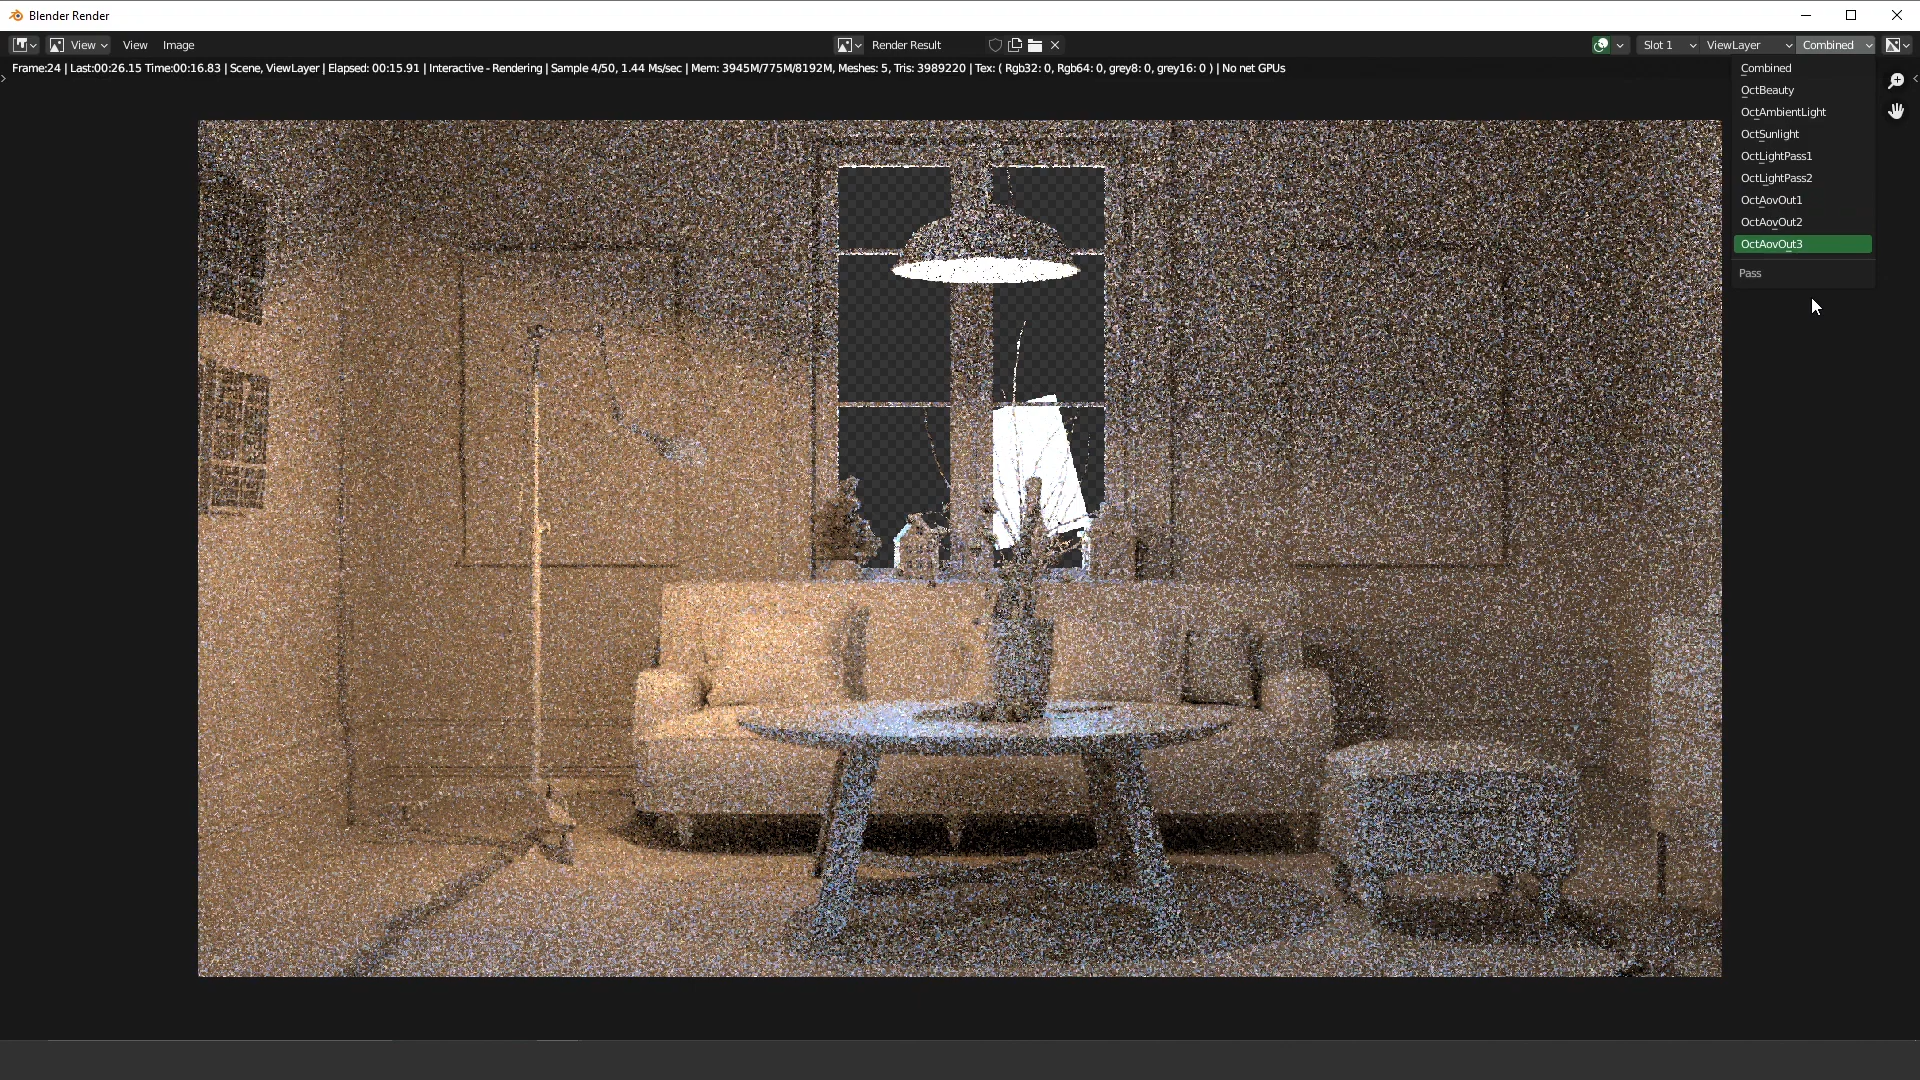 Blender Render
View View Image Render Result Slot 1 ViewLayer Combined
Frame:24 | Last:00:26.15 Time:00:16.83 | Scene, ViewLayer | Elapsed: 00:15.91 | Interactive - Rendering | Sample 4/50, 1.44 Ms/sec | Mem: 3945M/775M/8192M, Meshes: 5, Tris: 3989220 | Tex: ( Rgb32: 0, Rgb64: 0, grey8: 0, grey16: 0 ) | No net GPUs
Combined
OctBeauty
OctAmbientLight
OctSunlight
OctLightPass1
OctLightPass2
OctAovOut1
OctAovOut2
OctAovOut3
Pass